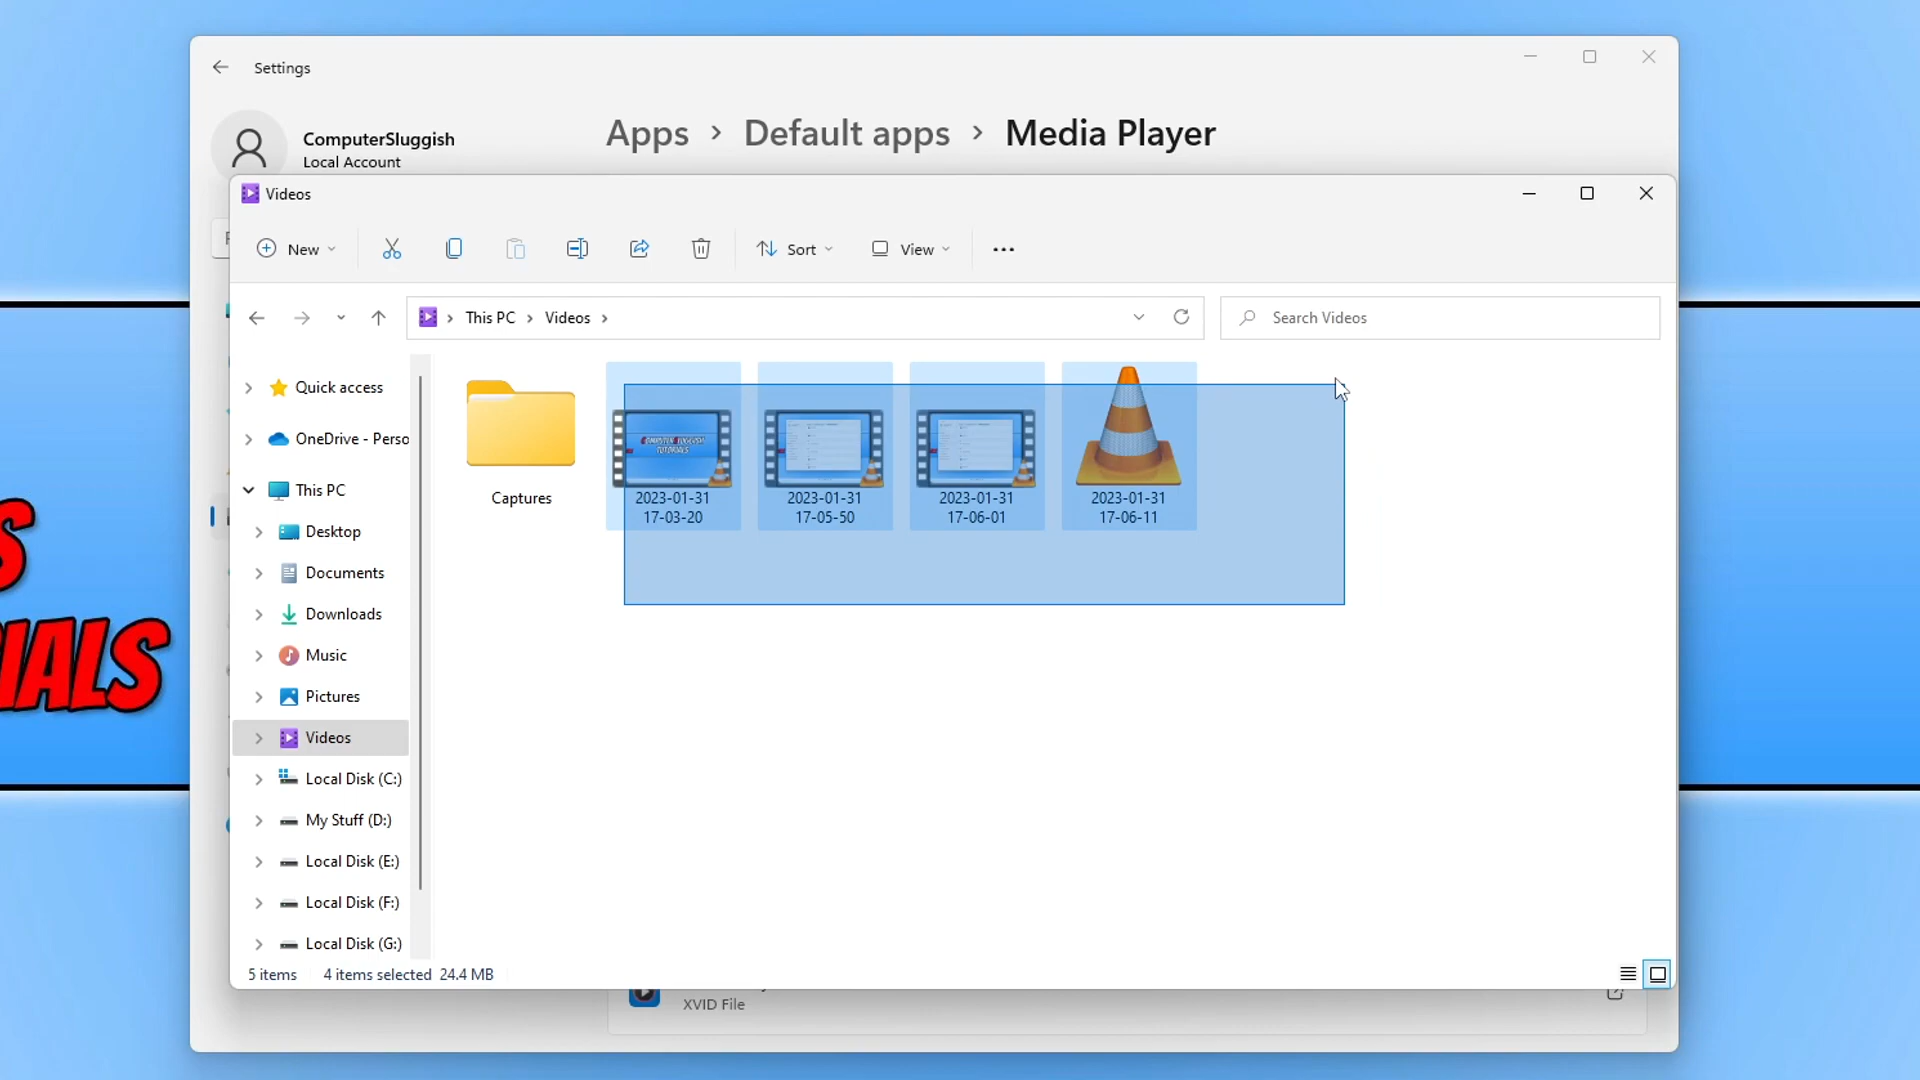 Settings
ComputerSluggish
Local Account
Apps > Default apps > Media Player
Videos
New
Sort
View
This PC > Videos >
Search Videos
Quick access
OneDrive - Perso
This PC
Desktop
Documents
Downloads
Music
Pictures
Videos
Local Disk (C:)
My Stuff (D:)
Local Disk (E:)
Local Disk (F:)
Local Disk (G:)
Captures
2023-01-31
17-03-20
2023-01-31
17-05-50
2023-01-31
17-06-01
2023-01-31
17-06-11
5 items
4 items selected 24.4 MB
XVID File
S
IALS